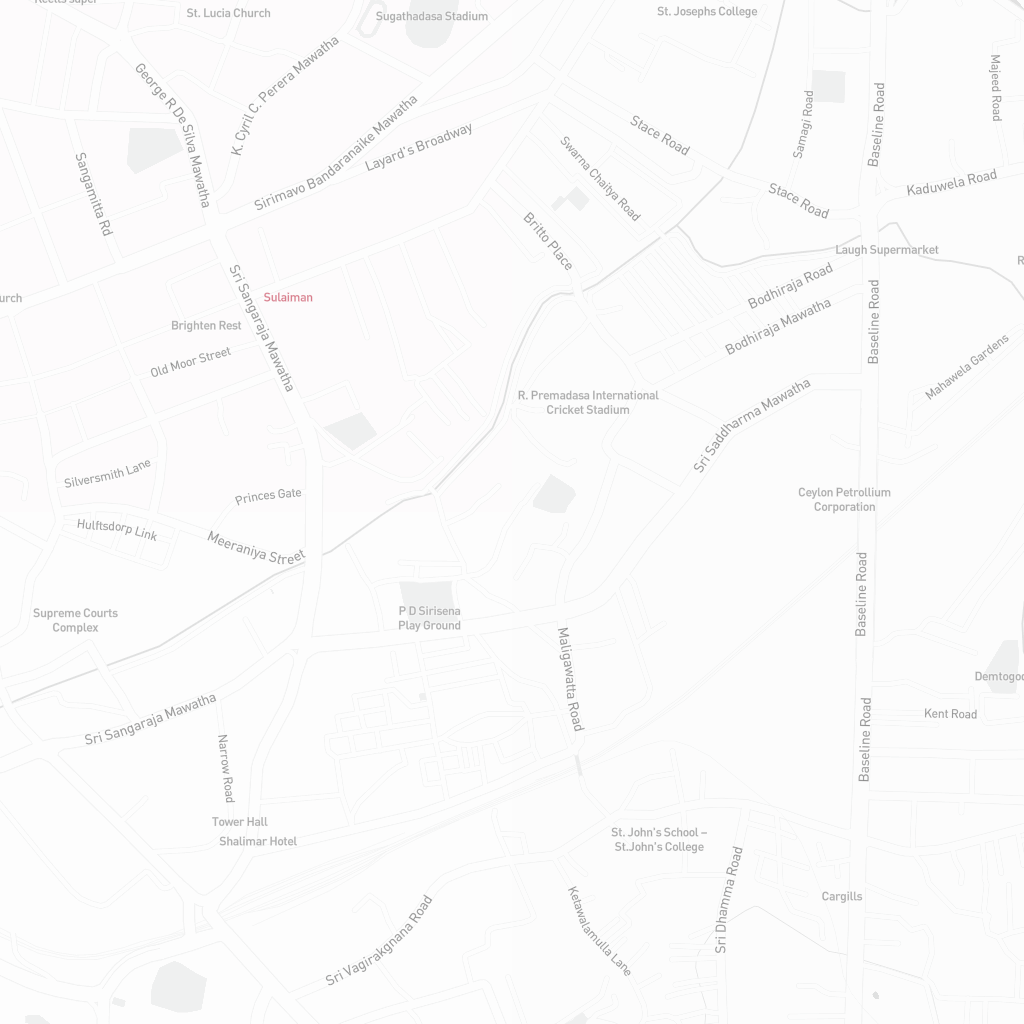 St. Lucia Church
Sugathadasa Stadium
St. Josephs College
George R De Silva Mawatha
K. Cyril C. Perera Mawatha
Majeed Road
Samagi Road
Baseline Road
Sirimavo Bandaranaike Mawatha
Layard's Broadway
Stace Road
Swarna Chaitya Road
Sangamitta Rd
Stace Road
Kaduwela Road
Britto Place
Laugh Supermarket
Bodhiraja Road
Sri Sangaraja Mawatha
Sulaiman
Brighten Rest
Bodhiraja Mawatha
Baseline Road
Old Moor Street
Mahawela Gardens
R. Premadasa International
Cricket Stadium
Sri Saddharma Mawatha
Silversmith Lane
Princes Gate
Ceylon Petrollium
Corporation
Hulftsdorp Link
Meeraniya Street
Baseline Road
Supreme Courts
Complex
P D Sirisena
Play Ground
Maligawatta Road
Sri Sangaraja Mawatha
Kent Road
Baseline Road
Narrow Road
Tower Hall
Shalimar Hotel
St. John's School –
St.John's College
Sri Dhamma Road
Cargills
Ketawalamulla Lane
Sri Vagirakgnana Road